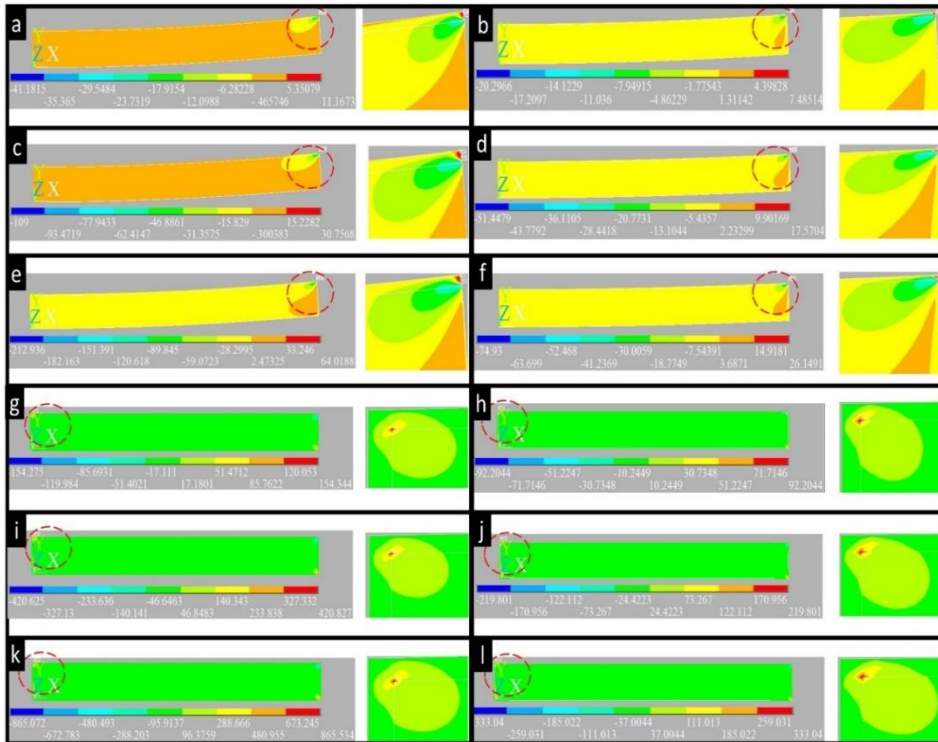 a
Y
Z X
-41.1815 -29.5484 -17.9154 -6.28228 5.35079
-35.365 -23.7319 -12.0988 -.465746 11.1673
b
Y
Z X
-20.2966 -14.1229 -7.94915 -1.77543 4.39828
-17.2097 -11.036 -4.86229 1.31142 7.48514
c
Y
Z X
-109 -77.9433 -46.8861 -15.829 15.2282
-93.4719 -62.4147 -31.3575 -.300383 30.7568
d
Y
Z X
-51.4479 -36.1105 -20.7731 -5.4357 9.90169
-43.7792 -28.4418 -13.1044 2.23299 17.5704
e
Y
Z X
-212.936 -151.391 -89.845 -28.2995 33.246
-182.163 -120.618 -59.0723 2.47325 64.0188
f
Y
Z X
-74.93 -52.468 -30.0059 -7.54391 14.9181
-63.699 -41.2369 -18.7749 3.6871 26.1491
g
Y
Z X
154.275 -85.6931 -17.111 51.4712 120.053
-119.984 -51.4021 17.1801 85.7622 154.344
h
Y
Z X
-92.2044 -51.2247 -10.2449 30.7348 71.7146
-71.7146 -30.7348 10.2449 51.2247 92.2044
i
Y
Z X
-420.625 -233.636 -46.6463 140.343 327.332
-327.13 -140.141 46.8483 233.838 420.827
j
Y
Z X
-219.801 -122.112 -24.4223 73.267 170.956
-170.956 -73.267 24.4223 122.112 219.801
k
Y
Z X
-865.072 -480.493 -95.9137 288.666 673.245
-672.783 -288.203 96.3759 480.955 865.534
l
Y
Z X
333.04 -185.022 -37.0044 111.013 259.031
-259.031 -111.013 37.0044 185.022 333.04